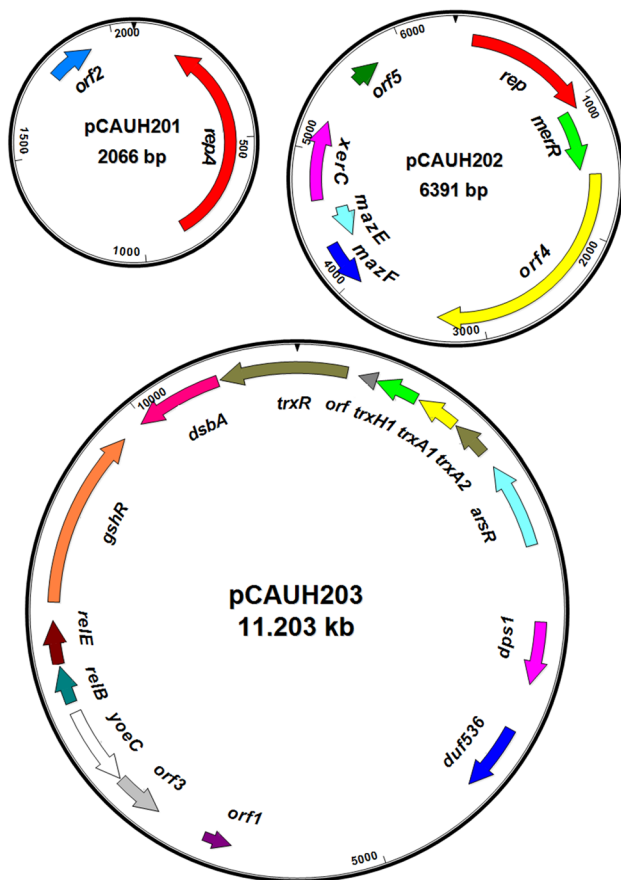 2000
orf2
pCAUH201
2066 bp
repA
500
1000
1500
6000
rep
1000
merR
orf5
pCAUH202
6391 bp
5000
xerC
mazE
mazF
4000
orf4
2000
3000
10000
dsbA
trxR
orf
trxH1
trxA1
trxA2
arsR
gshR
pCAUH203
11.203 kb
relE
relB
yoeC
orf3
orf1
dps1
duf536
5000